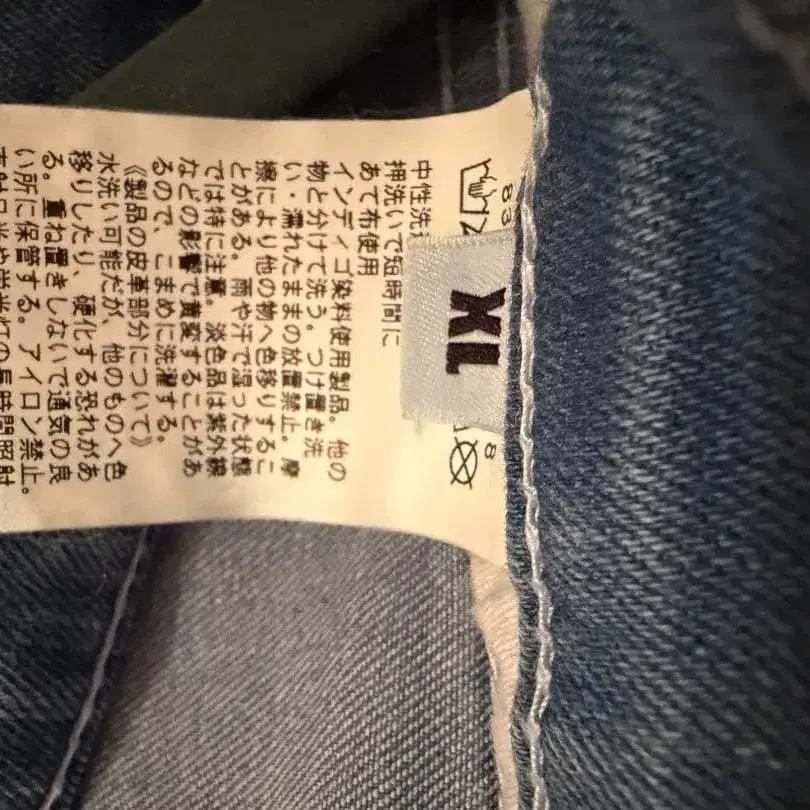 XL
中性洗
押洗いで短時間に
あて布使用
インディゴ染料使用製品。他の
物と分けて洗う。つけ置き洗
い・濡れたままの放置禁止。摩
擦により他の物へ色移りするこ
とがある。雨や汗で湿った状態
では特に注意。淡色品は紫外線
などの影響で黄変することがあ
るので、こまめに洗濯する。
《製品の皮革部分について》
水洗い可能だが、他のものへ色
移りしたり、硬化する恐れがあ
る。重ね置きしないで通気の良
い所に保管する。アイロン禁止。
の長時間照射